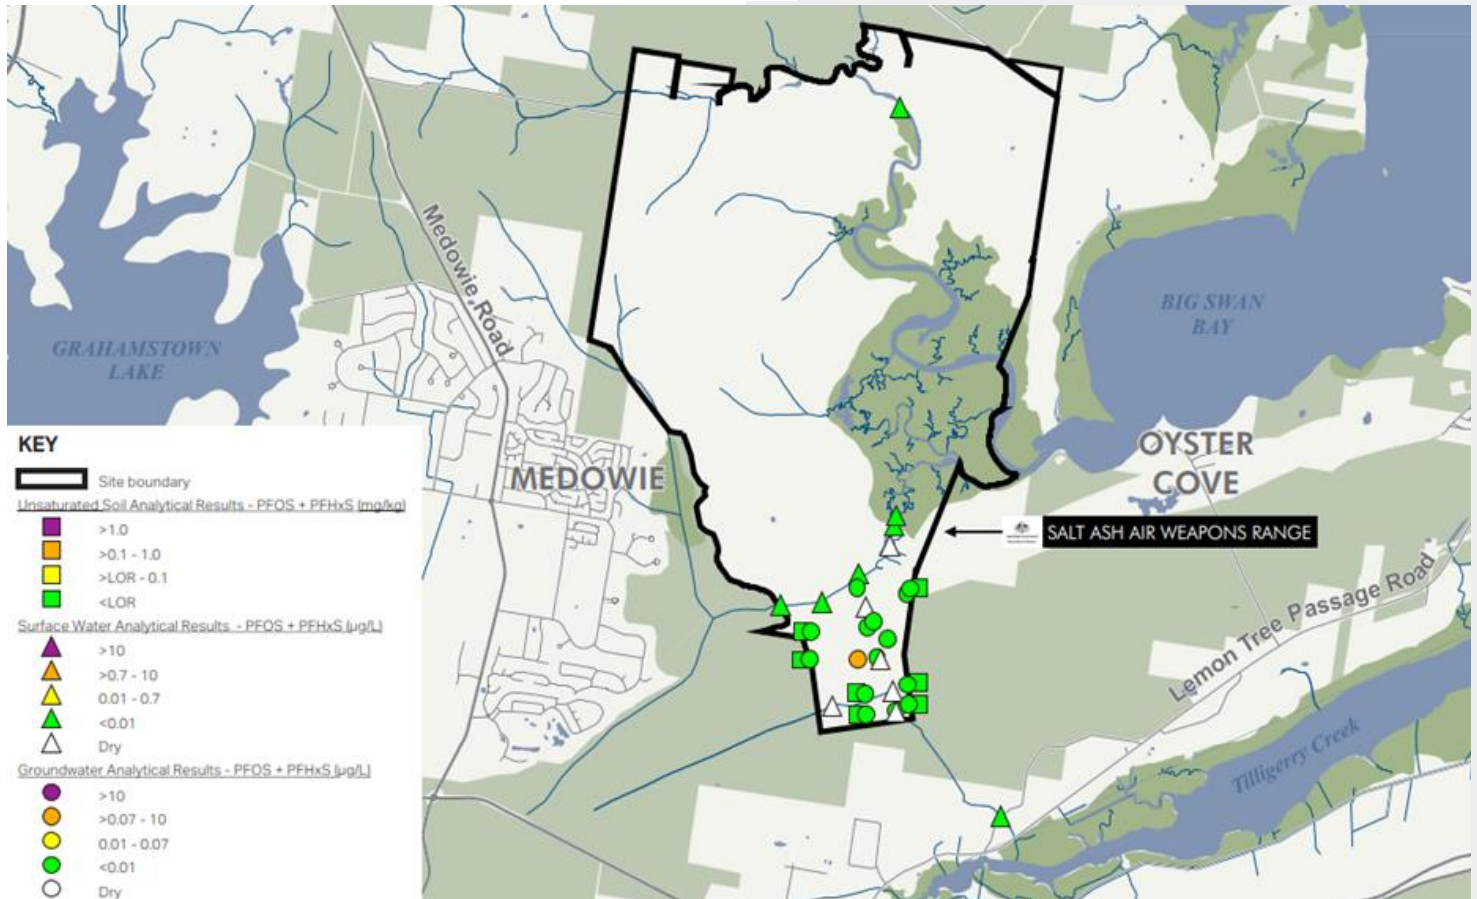 Medowie Road
GRAHAMSTOWN
LAKE
BIG SWAN
BAY
MEDOWIE
OYSTER
COVE
SALT ASH AIR WEAPONS RANGE
Lemon Tree Passage Road
Tilligerry Creek
KEY
Site boundary
Unsaturated Soil Analytical Results - PFOS + PFHxS (mg/kg)
>1.0
>0.1 - 1.0
>LOR - 0.1
<LOR
Surface Water Analytical Results - PFOS + PFHxS (µg/L)
>10
>0.7 - 10
0.01 - 0.7
<0.01
Dry
Groundwater Analytical Results - PFOS + PFHxS (µg/L)
>10
>0.07 - 10
0.01 - 0.07
<0.01
Dry